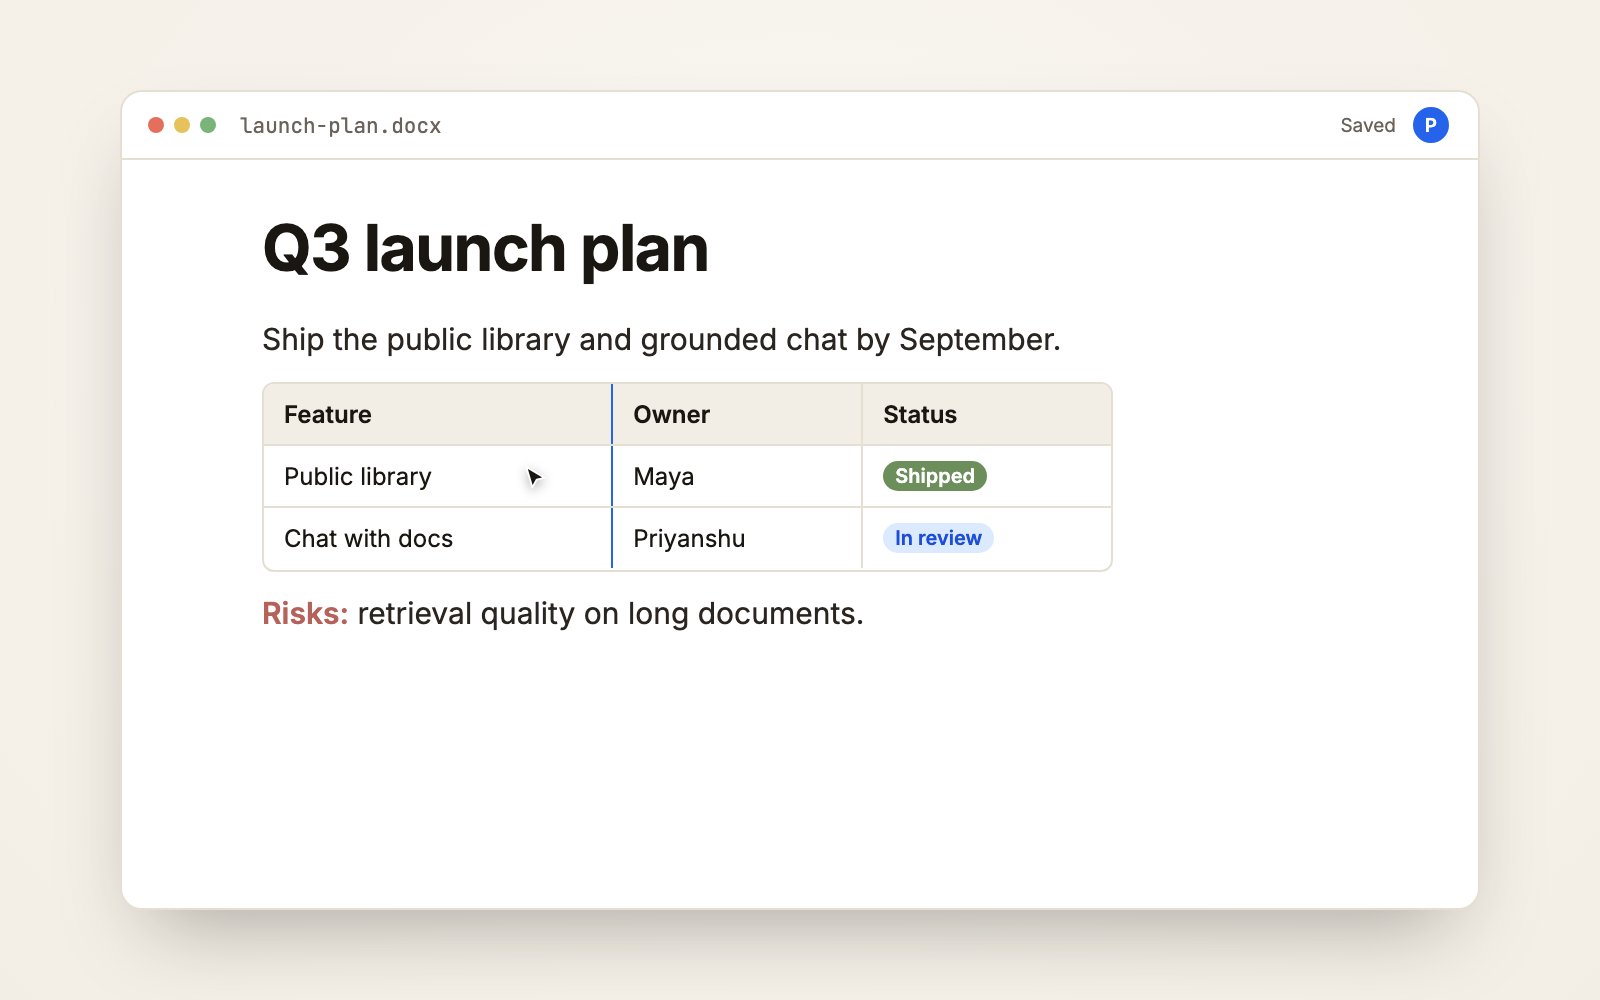 launch-plan.docx Saved P
Q3 launch plan
Ship the public library and grounded chat by September.
Feature Owner Status
Public library Maya Shipped
Chat with docs Priyanshu In review
Risks: retrieval quality on long documents.